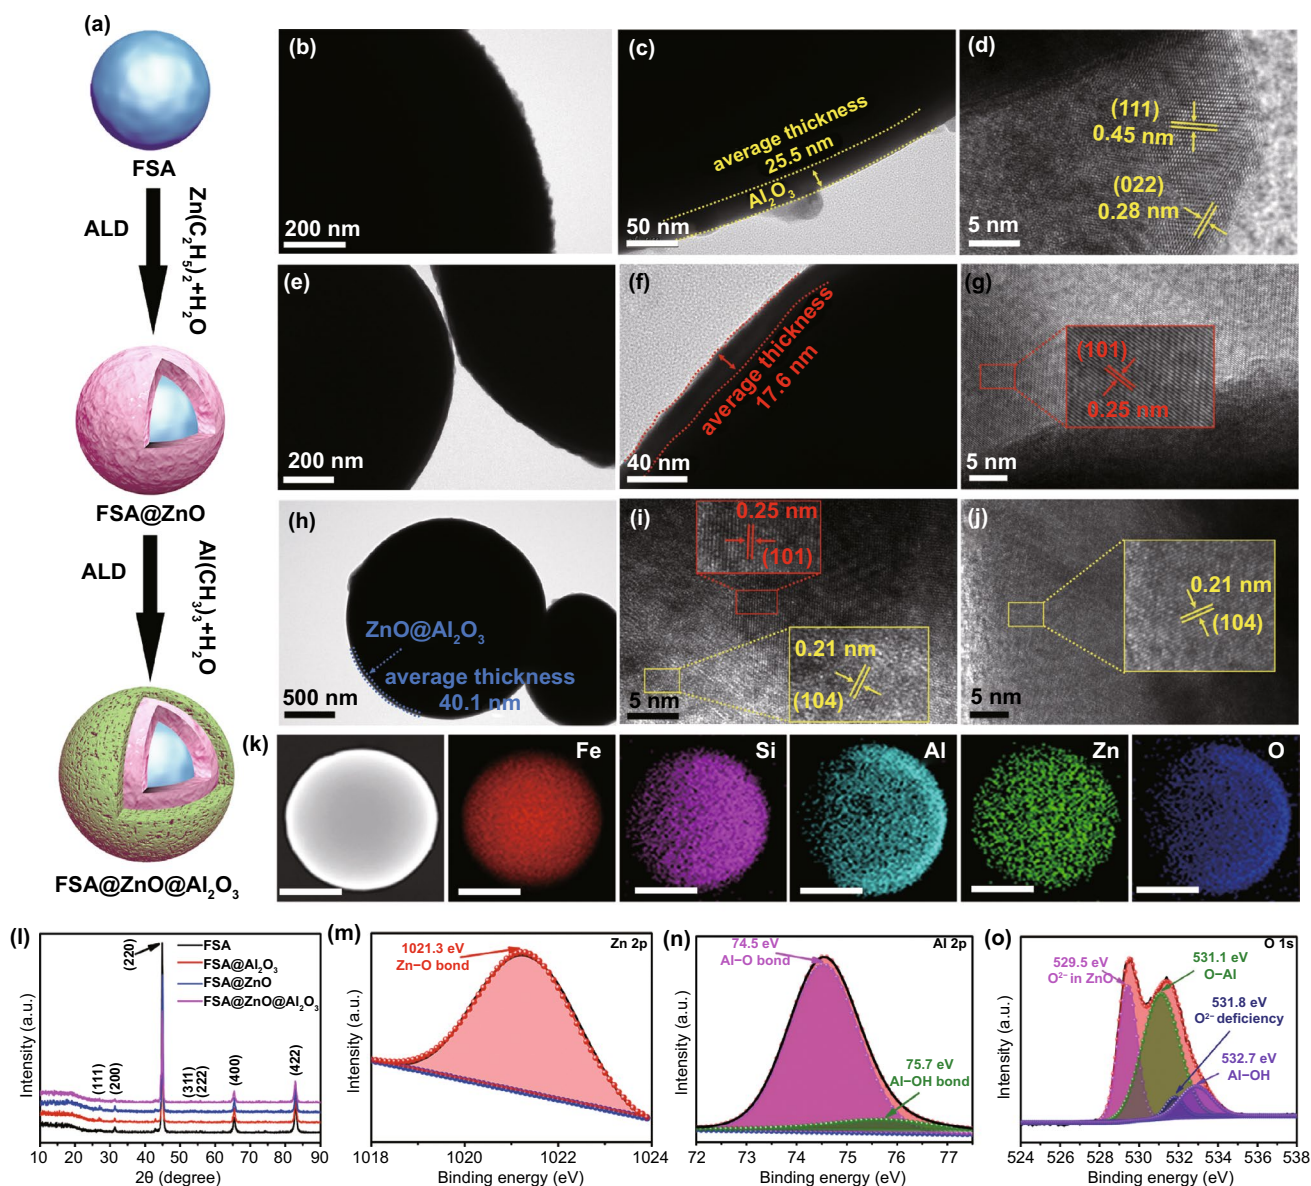 (a)
FSA
ALD
Zn(C₂H₅)₂+H₂O
FSA@ZnO
ALD
Al(CH₃)₃+H₂O
FSA@ZnO@Al₂O₃
(b)
200 nm
(c)
average thickness
25.5 nm
Al₂O₃
50 nm
(d)
(111)
0.45 nm
(022)
0.28 nm
5 nm
(e)
200 nm
(f)
average thickness
17.6 nm
40 nm
(g)
(101)
0.25 nm
5 nm
(h)
ZnO@Al₂O₃
average thickness
40.1 nm
500 nm
(i)
0.25 nm
(101)
0.21 nm
(104)
5 nm
(j)
0.21 nm
(104)
5 nm
(k)
Fe
Si
Al
Zn
O
(l)
(220)
FSA
FSA@Al₂O₃
FSA@ZnO
FSA@ZnO@Al₂O₃
(111)
(200)
(311)
(222)
(400)
(422)
Intensity (a.u.)
10 20 30 40 50 60 70 80 90
2θ (degree)
(m)
Zn 2p
1021.3 eV
Zn−O bond
Intensity (a.u.)
1018 1020 1022 1024
Binding energy (eV)
(n)
Al 2p
74.5 eV
Al−O bond
75.7 eV
Al−OH bond
Intensity (a.u.)
72 73 74 75 76 77
Binding energy (eV)
(o)
O 1s
529.5 eV
O²⁻ in ZnO
531.1 eV
O−Al
531.8 eV
O²⁻ deficiency
532.7 eV
Al−OH
Intensity (a.u.)
524 526 528 530 532 534 536 538
Binding energy (eV)